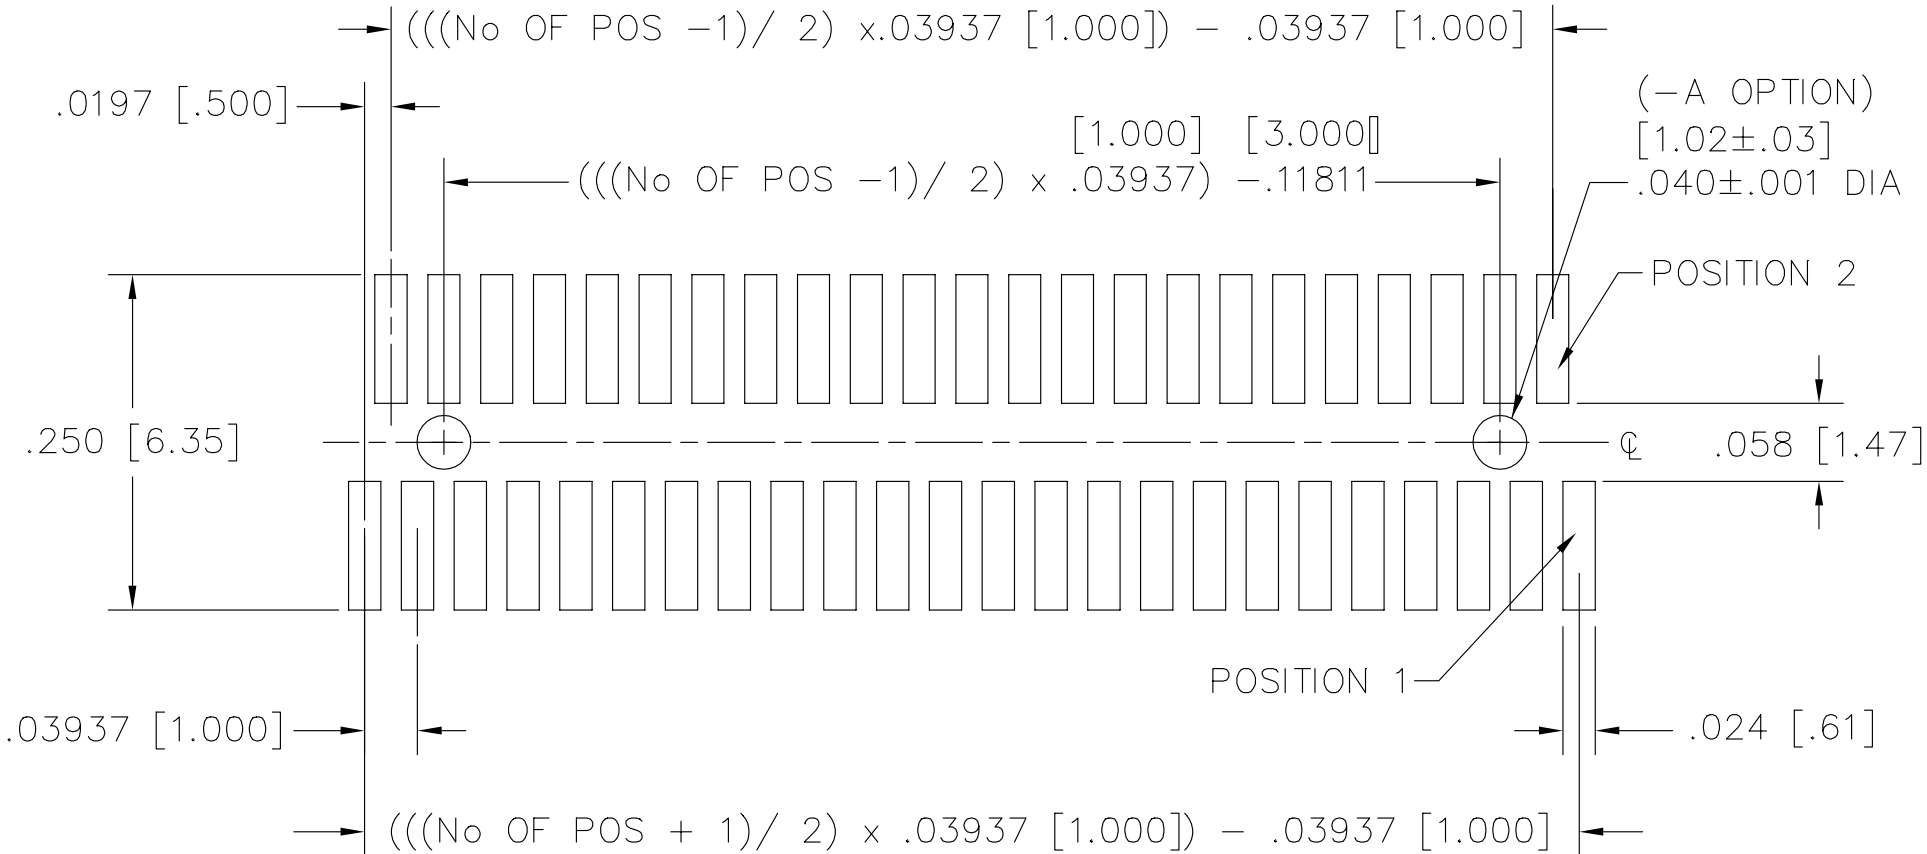 (((No OF POS -1)/ 2) x.03937 [1.000]) - .03937 [1.000]
.0197 [.500]
(-A OPTION)
[1.02±.03]
.040±.001 DIA
[1.000] [3.000]
(((No OF POS -1)/ 2) x .03937) -.11811
POSITION 2
.250 [6.35]
℄
.058 [1.47]
POSITION 1
.03937 [1.000]
.024 [.61]
(((No OF POS + 1)/ 2) x .03937 [1.000]) - .03937 [1.000]